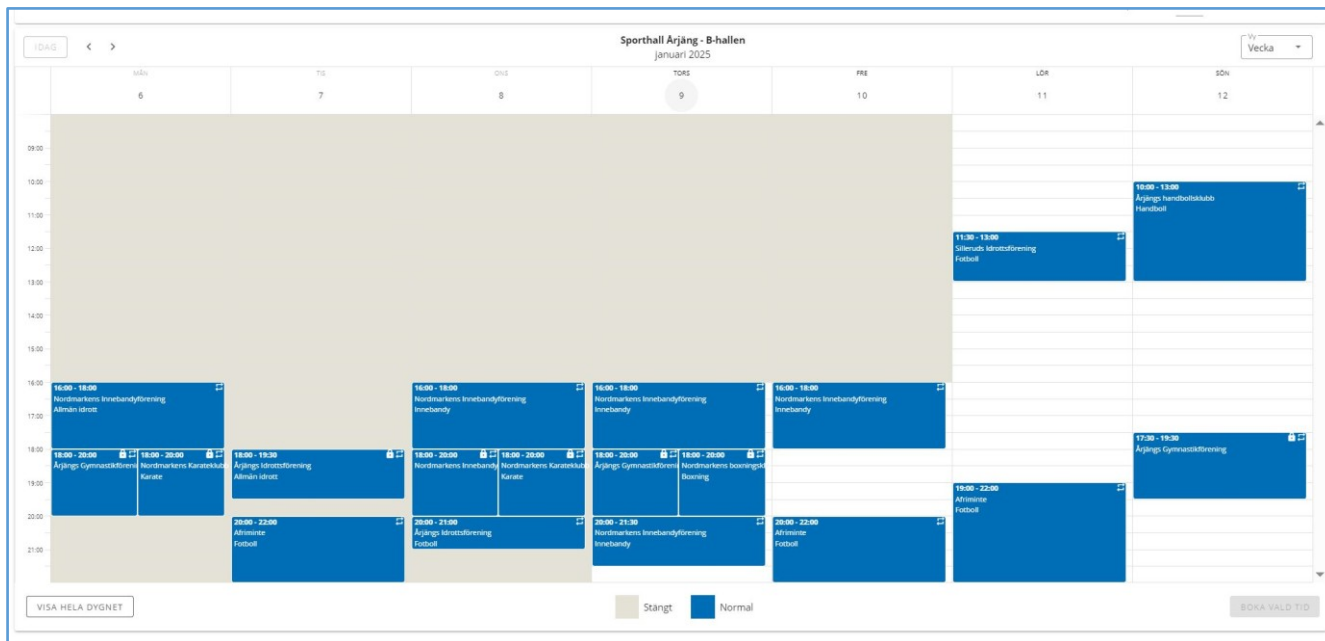 IDAG
Sporthall Årjäng - B-hallen
januari 2025
Vy
Vecka
MÅN
TIS
ONS
TORS
FRE
LÖR
SÖN
6
7
8
9
10
11
12
09:00
10:00
11:00
12:00
13:00
14:00
15:00
16:00
17:00
18:00
19:00
20:00
21:00
16:00 - 18:00
Nordmarkens Innebandyförening
Allmän idrott
18:00 - 20:00
Årjängs Gymnastikföreni
18:00 - 20:00
Nordmarkens Karateklub
Karate
18:00 - 19:30
Årjängs Idrottsförening
Allmän idrott
20:00 - 22:00
Afriminte
Fotboll
16:00 - 18:00
Nordmarkens Innebandyförening
Innebandy
18:00 - 20:00
Nordmarkens Innebandy
18:00 - 20:00
Nordmarkens Karateklub
Karate
20:00 - 21:00
Årjängs Idrottsförening
Fotboll
16:00 - 18:00
Nordmarkens Innebandyförening
Innebandy
18:00 - 20:00
Årjängs Gymnastikföreni
18:00 - 20:00
Nordmarkens boxningskl
Boxning
20:00 - 21:30
Nordmarkens Innebandyförening
Innebandy
16:00 - 18:00
Nordmarkens Innebandyförening
Innebandy
20:00 - 22:00
Afriminte
Fotboll
11:30 - 13:00
Silleruds Idrottsförening
Fotboll
19:00 - 22:00
Afriminte
Fotboll
10:00 - 13:00
Årjängs handbollsklubb
Handboll
17:30 - 19:30
Årjängs Gymnastikförening
VISA HELA DYGNET
Stängt
Normal
BOKA VALD TID